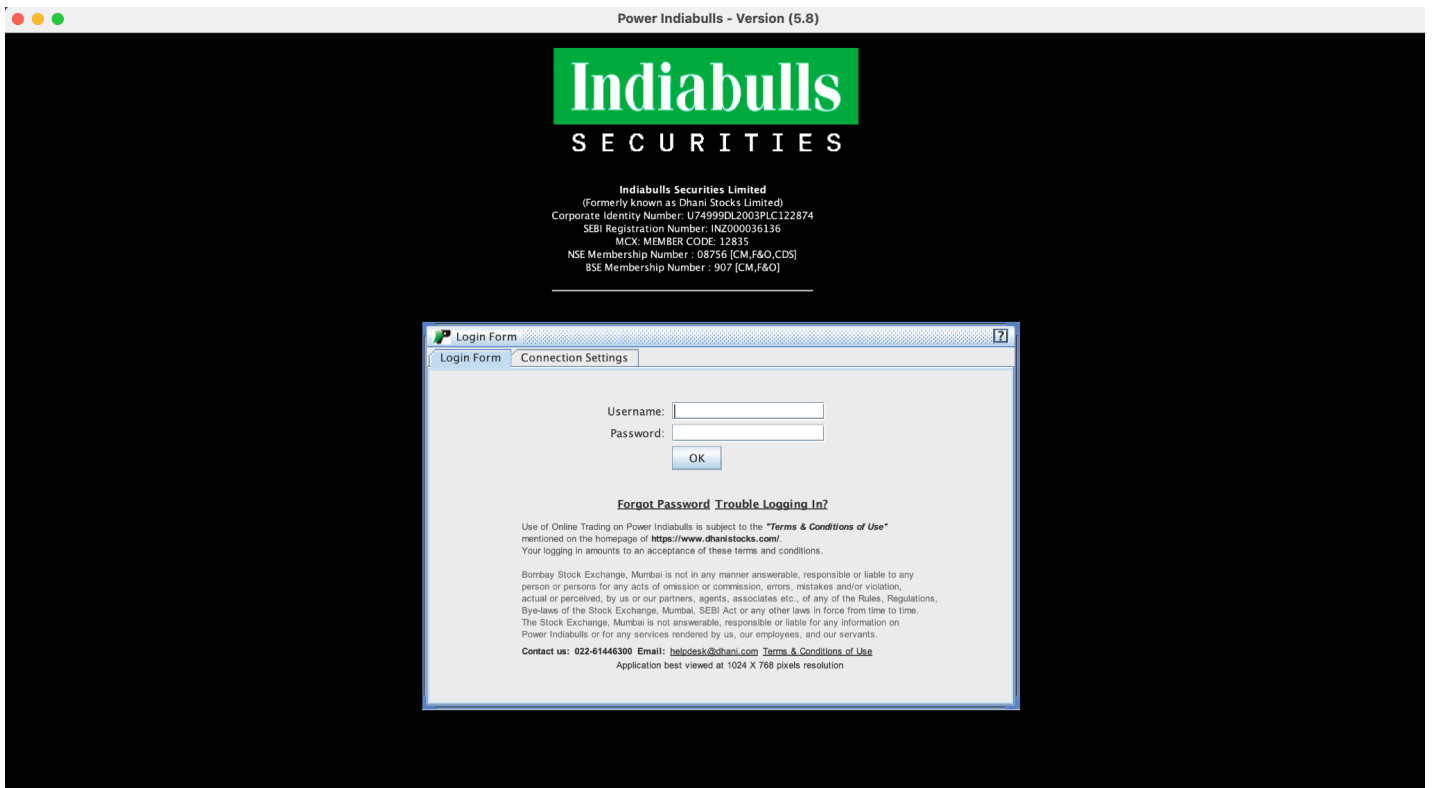 Power Indiabulls - Version (5.8)
Indiabulls
SECURITIES
Indiabulls Securities Limited
(Formerly known as Dhani Stocks Limited)
Corporate Identity Number: U74999DL2003PLC122874
SEBI Registration Number: INZ000036136
MCX: MEMBER CODE: 12835
NSE Membership Number : 08756 [CM,F&O,CDS]
BSE Membership Number : 907 [CM,F&O]
Login Form
?
Login Form Connection Settings
Username:
Password:
OK
Forgot Password Trouble Logging In?
Use of Online Trading on Power Indiabulls is subject to the "Terms & Conditions of Use"
mentioned on the homepage of https://www.dhanistocks.com/.
Your logging in amounts to an acceptance of these terms and conditions.
Bombay Stock Exchange, Mumbai is not in any manner answerable, responsible or liable to any
person or persons for any acts of omission or commission, errors, mistakes and/or violation,
actual or perceived, by us or our partners, agents, associates etc., of any of the Rules, Regulations,
Bye-laws of the Stock Exchange, Mumbai, SEBI Act or any other laws in force from time to time.
The Stock Exchange, Mumbai is not answerable, responsible or liable for any information on
Power Indiabulls or for any services rendered by us, our employees, and our servants.
Contact us: 022-61446300 Email: helpdesk@dhani.com Terms & Conditions of Use
Application best viewed at 1024 X 768 pixels resolution